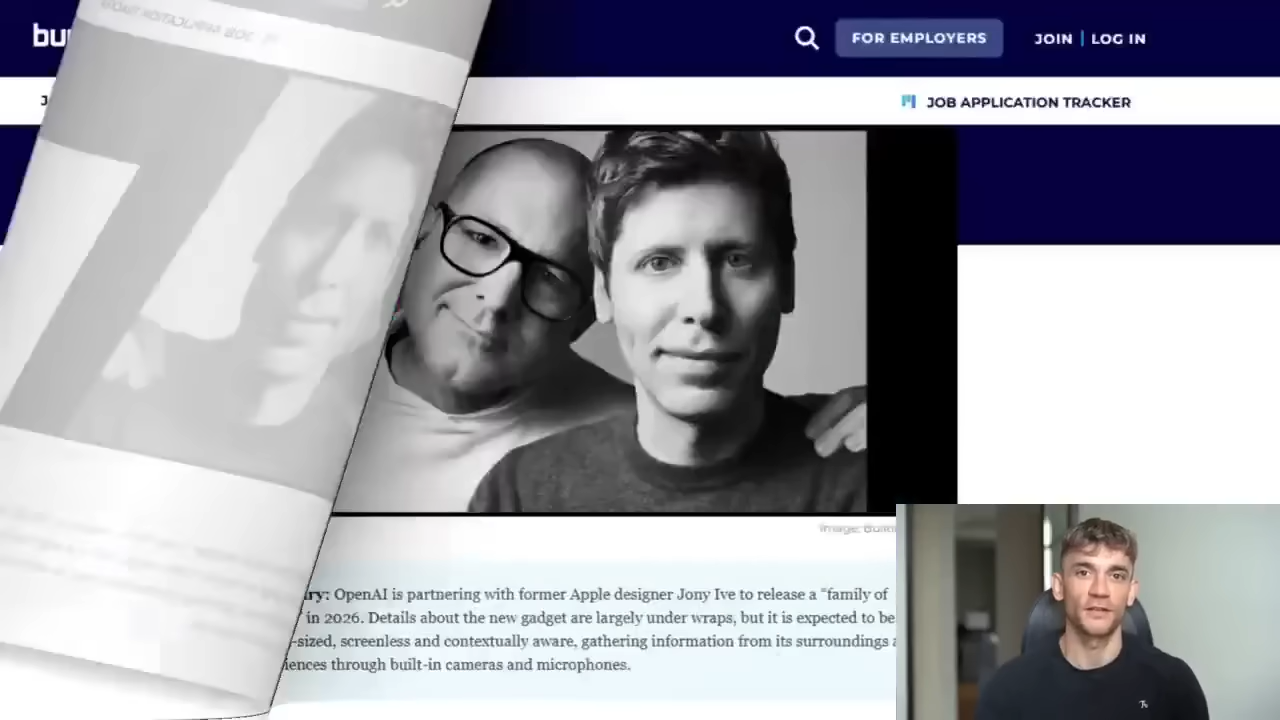 FOR EMPLOYERS
JOIN | LOG IN
JOB APPLICATION TRACKER
OpenAI is partnering with former Apple designer Jony Ive to release a "family of
in 2026. Details about the new gadget are largely under wraps, but it is expected to be
-sized, screenless and contextually aware, gathering information from its surroundings
through built-in cameras and microphones.